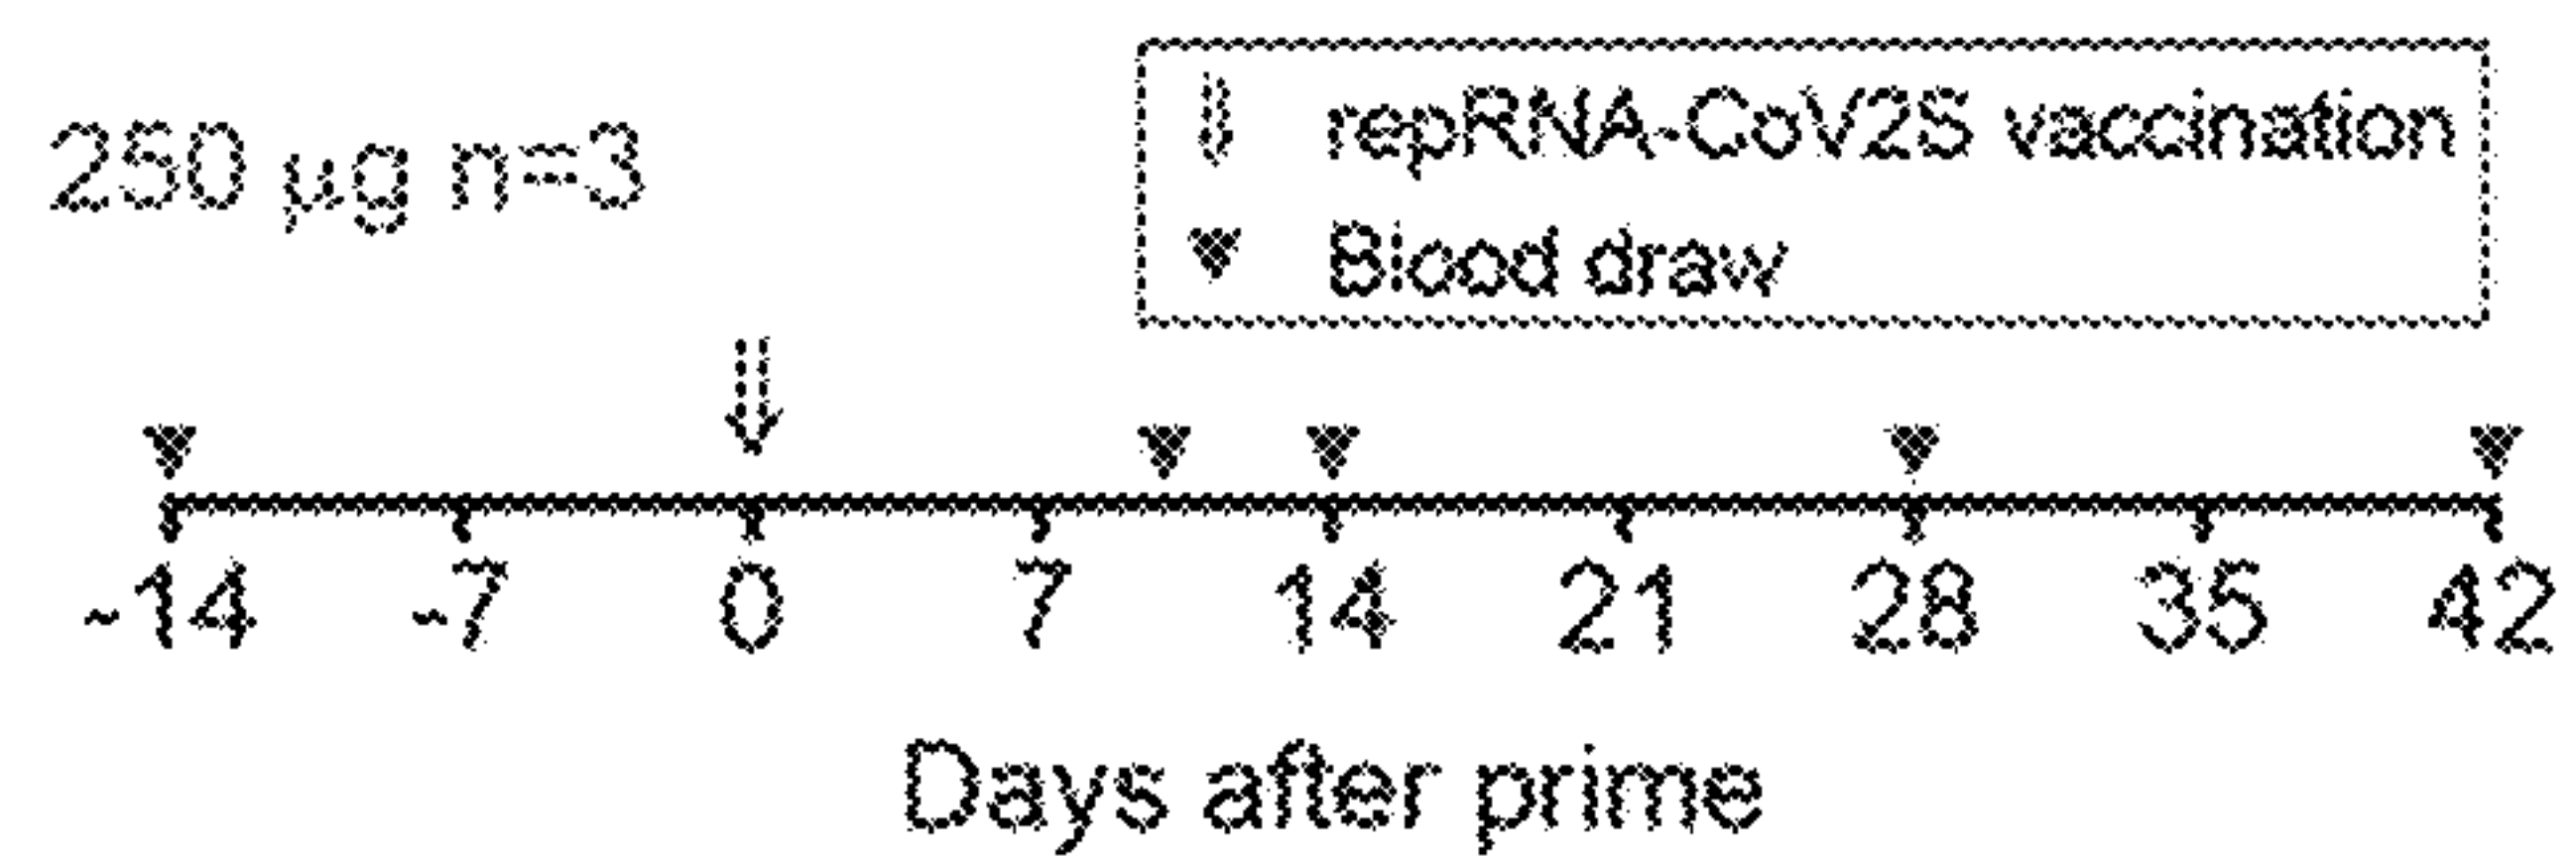 250 µg n=3
repRNA-CoV2S vaccination
Blood draw
-14 -7 0 7 14 21 28 35 42
Days after prime